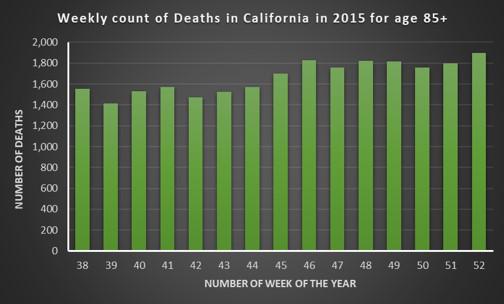 Weekly count of Deaths in California in 2015 for age 85+
2,000
1,800
1,600
1,400
1,200
1,000
800
600
400
200
0
NUMBER OF DEATHS
38 39 40 41 42 43 44 45 46 47 48 49 50 51 52
NUMBER OF WEEK OF THE YEAR